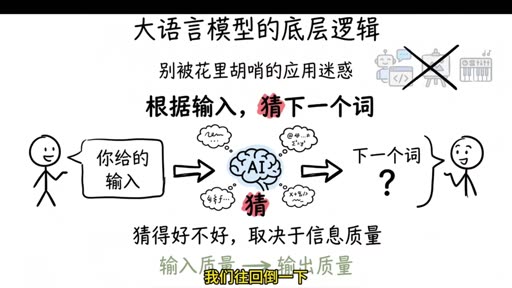 大语言模型的底层逻辑
别被花里胡哨的应用迷惑
根据输入，猜下一个词
你给的
输入
AI
猜
下一个词
?
猜得好不好，取决于信息质量
输入质量 → 输出质量
我们往回倒一下